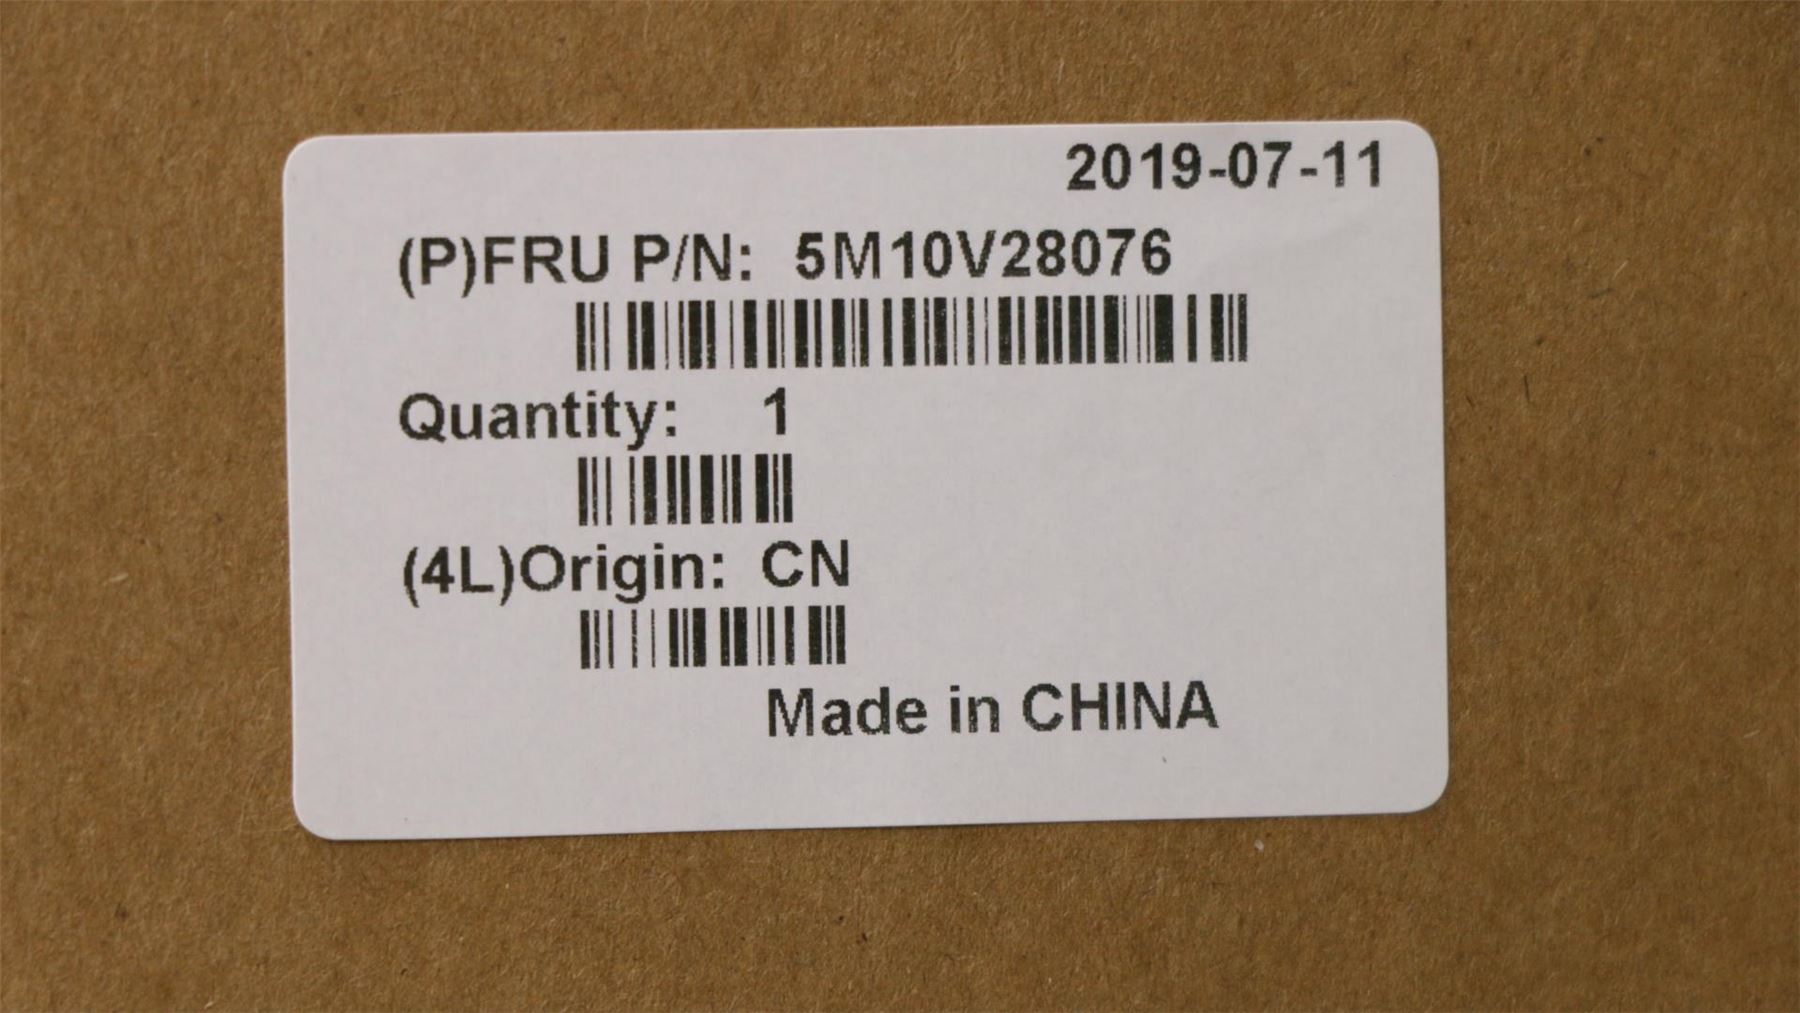 2019-07-11
(P)FRU P/N: 5M10V28076
Quantity: 1
(4L)Origin: CN
Made in CHINA